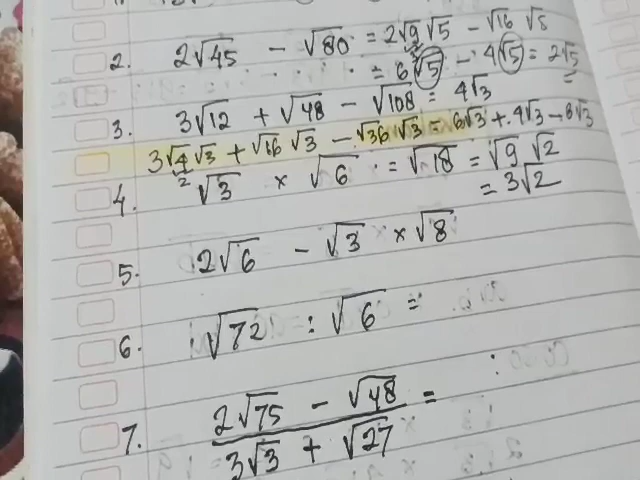 2. 2√45 - √80 = 2√9 √5 - √16 √5
= 6√5 - 4√5 = 2√5
3. 3√12 + √48 - √108 = 4√3
3√4 √3 + √16 √3 - √36 √3 = 6√3 + 4√3 - 6√3
2
4. √3 × √6 = √18 = √9 √2
= 3√2
5. 2√6 - √3 × √8
6. √72 : √6 =
7. 2√75 - √48 =
3√3 + √27